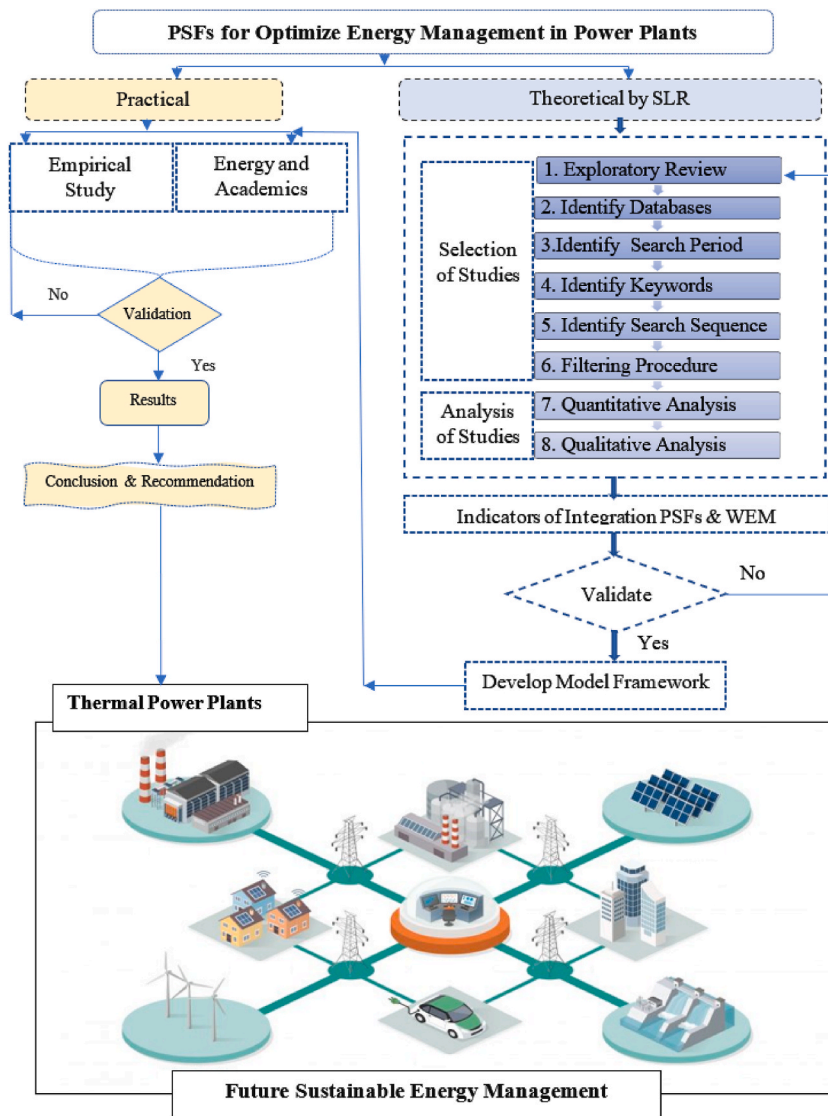 PSFs for Optimize Energy Management in Power Plants
Practical
Theoretical by SLR
Empirical
Study
Energy and
Academics
No
Validation
Yes
Results
Conclusion & Recommendation
Selection
of Studies
1. Exploratory Review
2. Identify Databases
3.Identify Search Period
4. Identify Keywords
5. Identify Search Sequence
6. Filtering Procedure
Analysis
of Studies
7. Quantitative Analysis
8. Qualitative Analysis
Indicators of Integration PSFs & WEM
Validate
No
Yes
Develop Model Framework
Thermal Power Plants
Future Sustainable Energy Management